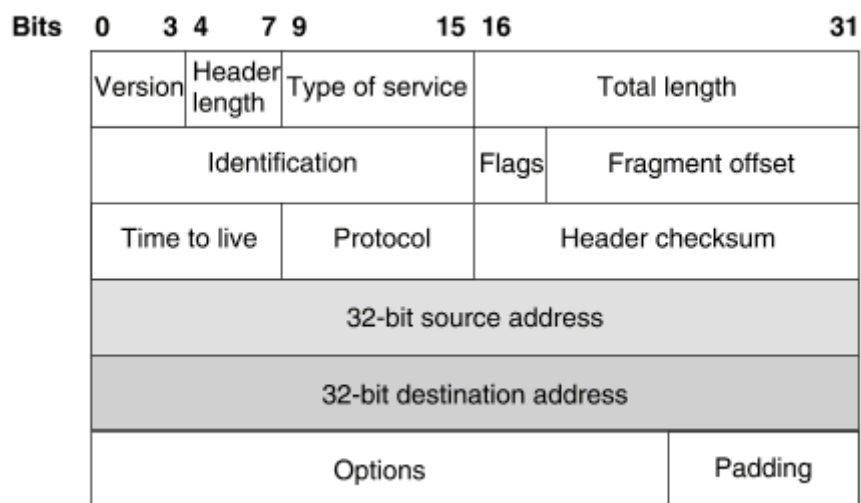 Bits 0 3 4 7 9 15 16 31
Version Header length Type of service Total length
Identification Flags Fragment offset
Time to live Protocol Header checksum
32-bit source address
32-bit destination address
Options Padding